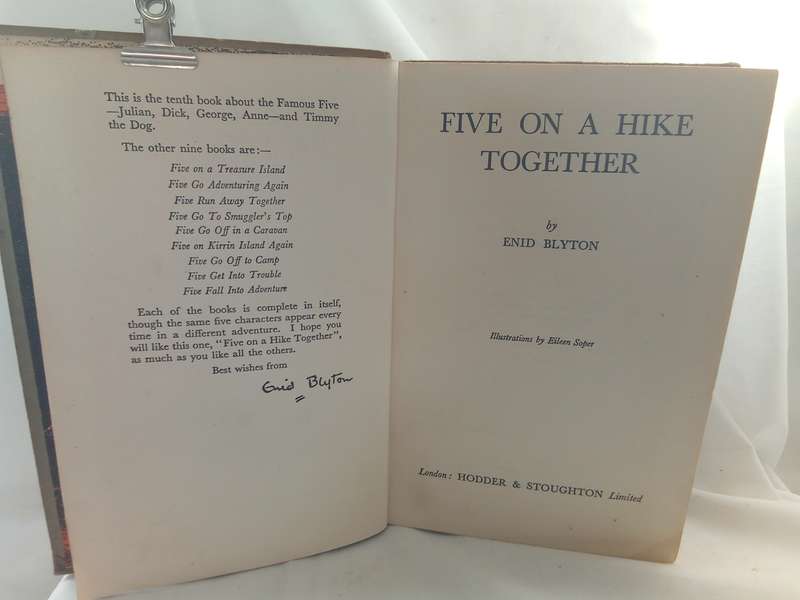 This is the tenth book about the Famous Five
—Julian, Dick, George, Anne—and Timmy
the Dog.
The other nine books are:—
Five on a Treasure Island
Five Go Adventuring Again
Five Run Away Together
Five Go To Smuggler's Top
Five Go Off in a Caravan
Five on Kirrin Island Again
Five Go Off to Camp
Five Get Into Trouble
Five Fall Into Adventure
Each of the books is complete in itself,
though the same five characters appear every
time in a different adventure. I hope you
will like this one, "Five on a Hike Together",
as much as you like all the others.
Best wishes from
Enid Blyton
FIVE ON A HIKE
TOGETHER
by
ENID BLYTON
Illustrations by Eileen Soper
London: HODDER & STOUGHTON Limited